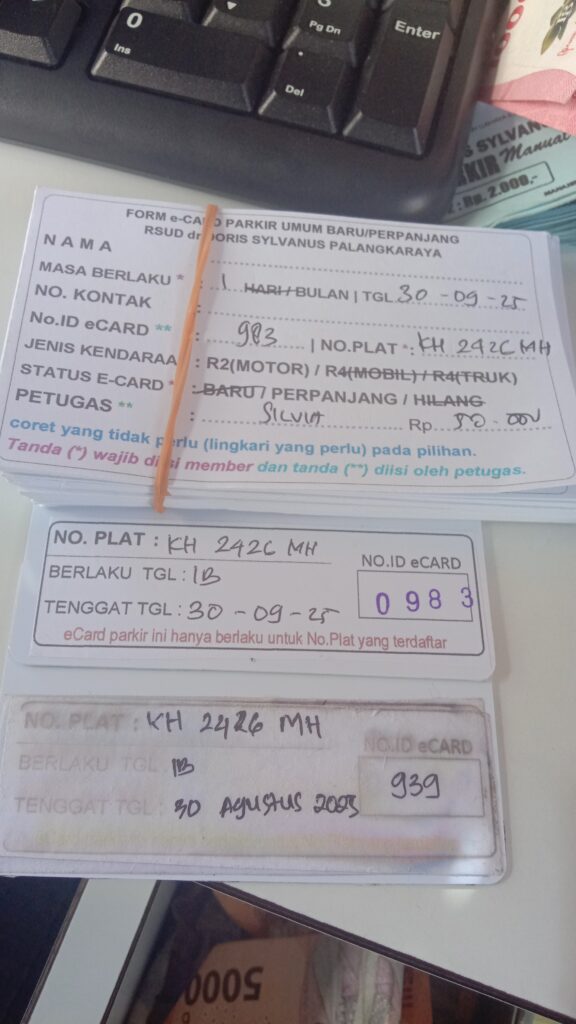 0
Ins
Pg Dn
Enter
.
Del
S SYLVAN
KIR Manual
: Rp. 2.000,-
FORM e-CARD PARKIR UMUM BARU/PERPANJANG
RSUD dr DORIS SYLVANUS PALANGKARAYA
N A M A :
MASA BERLAKU * : 1 HARI / BULAN | TGL 30 - 09 - 25
NO. KONTAK :
No.ID eCARD ** : 983 | NO.PLAT *: KH 2426 MH
JENIS KENDARAA : R2(MOTOR) / R4(MOBIL) / R4(TRUK)
STATUS E-CARD * : BARU / PERPANJANG / HILANG
PETUGAS ** : SILVIA Rp. 50-000
coret yang tidak perlu (lingkari yang perlu) pada pilihan.
Tanda (*) wajib diisi member dan tanda (**) diisi oleh petugas.
NO. PLAT : KH 2426 MH
BERLAKU TGL : 1B
TENGGAT TGL : 30 - 09 - 25
NO.ID eCARD
0983
eCard parkir ini hanya berlaku untuk No.Plat yang terdaftar
NO. PLAT : KH 2426 MH
BERLAKU TGL 1B
TENGGAT TGL : 30 Agustus 2025
NO.ID eCARD
939
5000